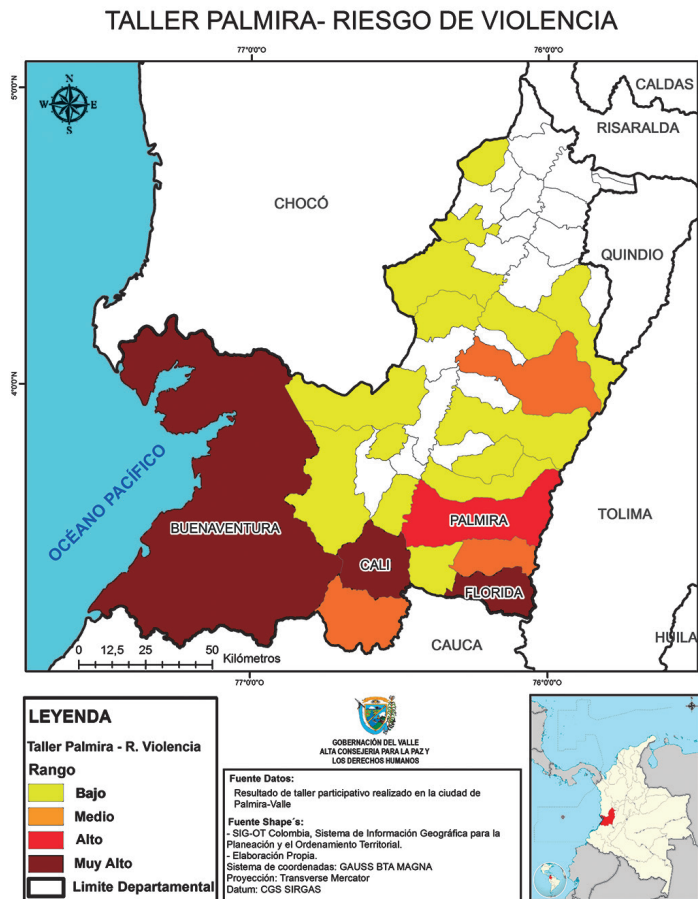 TALLER PALMIRA- RIESGO DE VIOLENCIA
77°0'0"O
76°0'0"O
5°0'0"N
N
W
E
S
CALDAS
RISARALDA
CHOCÓ
QUINDIO
4°0'0"N
OCÉANO PACÍFICO
PALMIRA
TOLIMA
BUENAVENTURA
CALI
FLORIDA
CAUCA
HUILA
0 12,5 25 50
Kilómetros
77°0'0"O
76°0'0"O
LEYENDA
Taller Palmira - R. Violencia
Rango
Bajo
Medio
Alto
Muy Alto
Limite Departamental
GOBERNACIÓN DEL VALLE
ALTA CONSEJERIA PARA LA PAZ Y
LOS DERECHOS HUMANOS
Fuente Datos:
Resultado de taller participativo realizado en la ciudad de
Palmira-Valle
Fuente Shape´s:
- SIG-OT Colombia, Sistema de Información Geográfica para la
Planeación y el Ordenamiento Territorial.
- Elaboración Propia.
Sistema de coordenadas: GAUSS BTA MAGNA
Proyección: Transverse Mercator
Datum: CGS SIRGAS